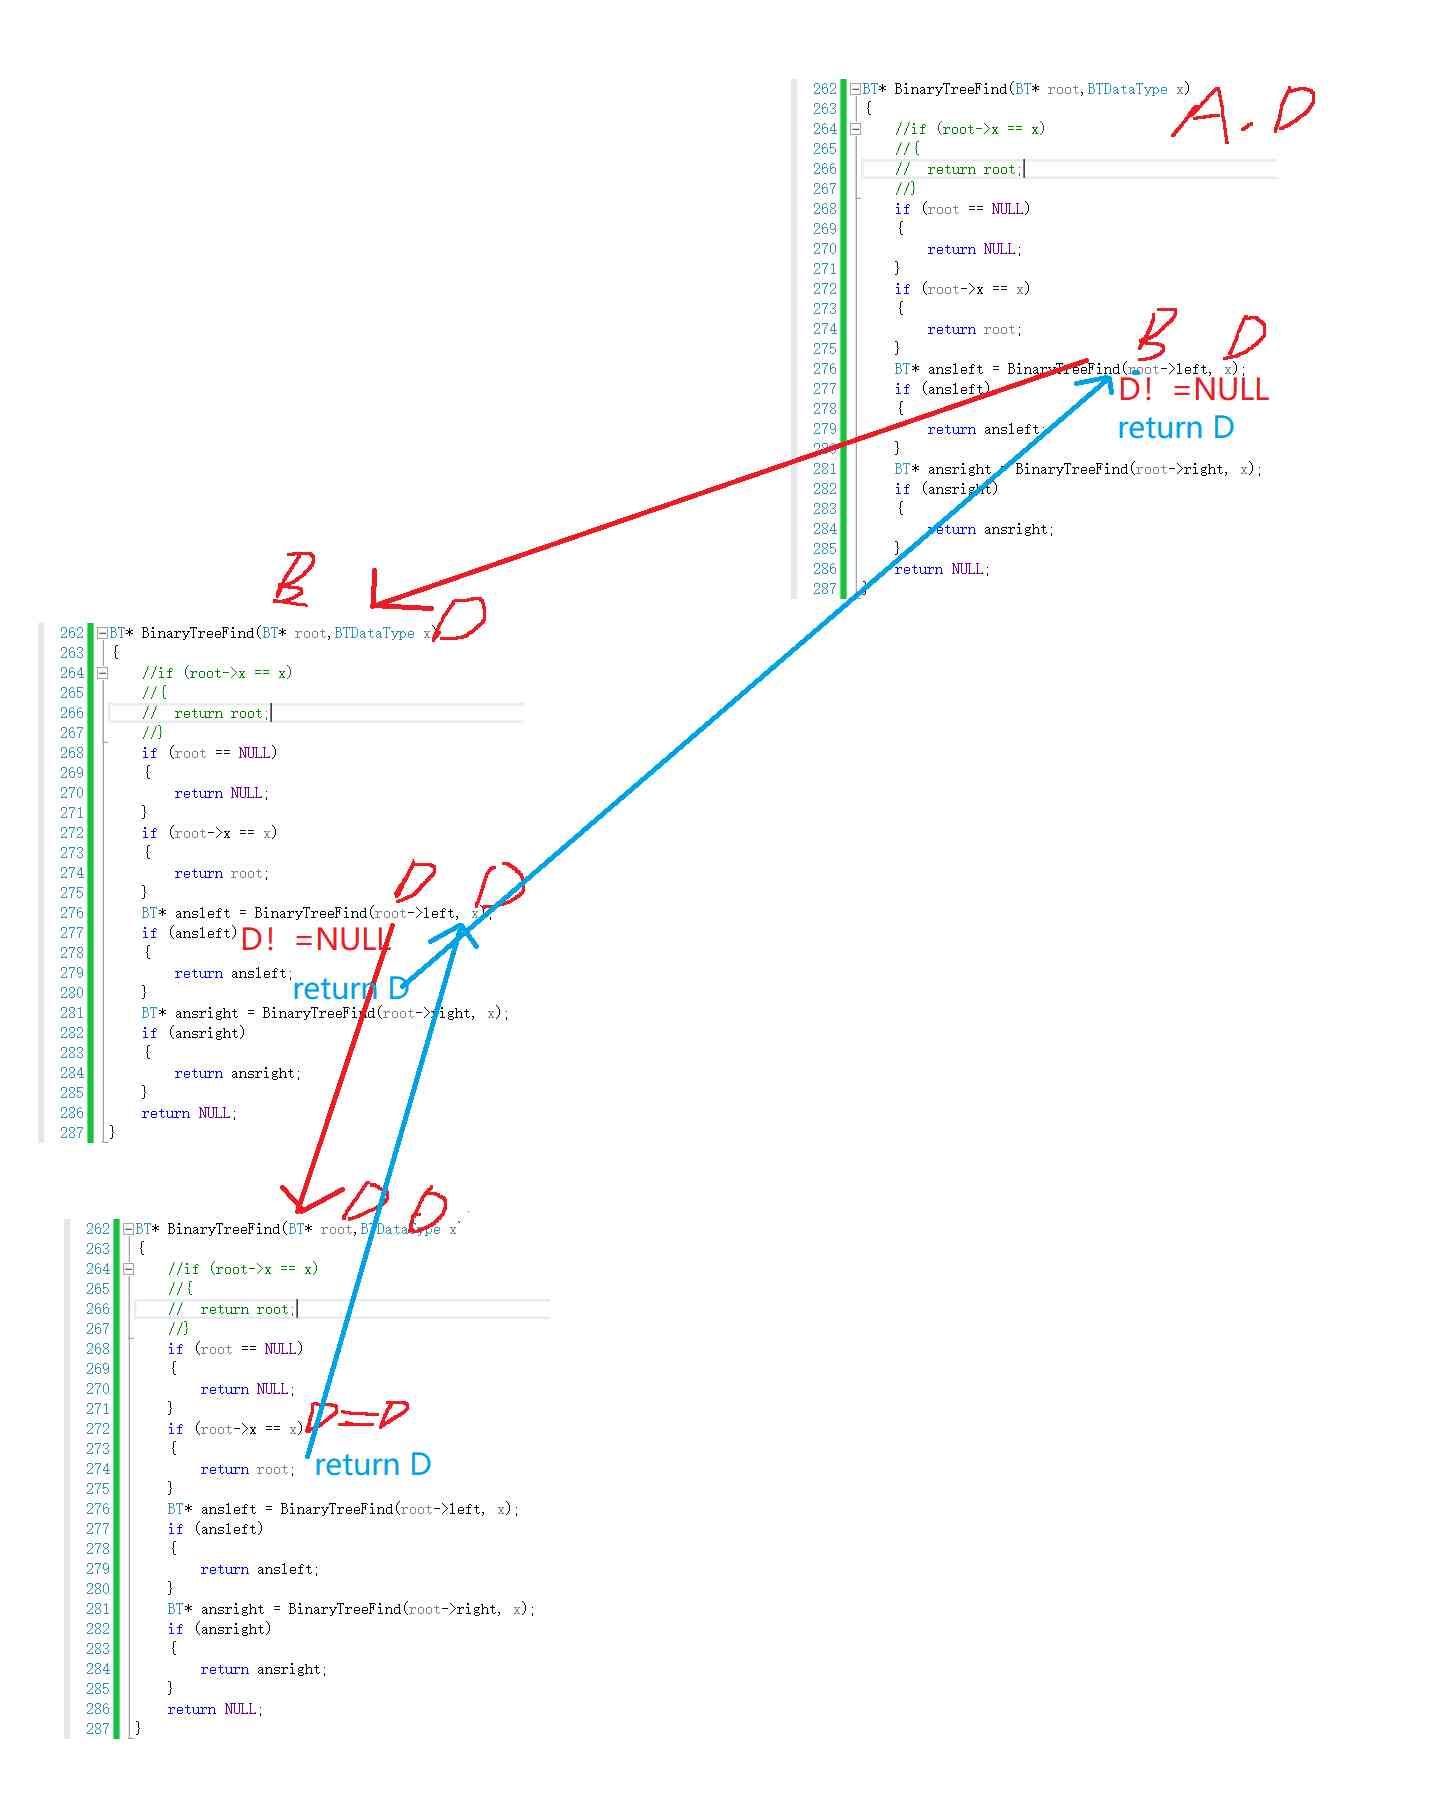 262 BT* BinaryTreeFind(BT* root,BTDataType x)
A. D
263 {
264 //if (root->x == x)
265 //{
266 // return root;
267 //}
268 if (root == NULL)
269 {
270 return NULL;
271 }
272 if (root->x == x)
273 {
274 return root;
275 }
B D
276 BT* ansleft = BinaryTreeFind(root->left, x);
277 if (ansleft)
D! =NULL
278 {
return D
279 return ansleft;
280 }
281 BT* ansright = BinaryTreeFind(root->right, x);
282 if (ansright)
283 {
284 return ansright;
285 }
286 return NULL;
287 }
B D
262 BT* BinaryTreeFind(BT* root,BTDataType x)
263 {
264 //if (root->x == x)
265 //{
266 // return root;
267 //}
268 if (root == NULL)
269 {
270 return NULL;
271 }
272 if (root->x == x)
273 {
274 return root;
275 }
D D
276 BT* ansleft = BinaryTreeFind(root->left, x);
277 if (ansleft)
D! =NULL
278 {
279 return ansleft;
return D
280 }
281 BT* ansright = BinaryTreeFind(root->right, x);
282 if (ansright)
283 {
284 return ansright;
285 }
286 return NULL;
287 }
D D
262 BT* BinaryTreeFind(BT* root,BTDataType x
263 {
264 //if (root->x == x)
265 //{
266 // return root;
267 //}
268 if (root == NULL)
269 {
270 return NULL;
271 }
272 if (root->x == x)
D=D
273 {
274 return root;
return D
275 }
276 BT* ansleft = BinaryTreeFind(root->left, x);
277 if (ansleft)
278 {
279 return ansleft;
280 }
281 BT* ansright = BinaryTreeFind(root->right, x);
282 if (ansright)
283 {
284 return ansright;
285 }
286 return NULL;
287 }